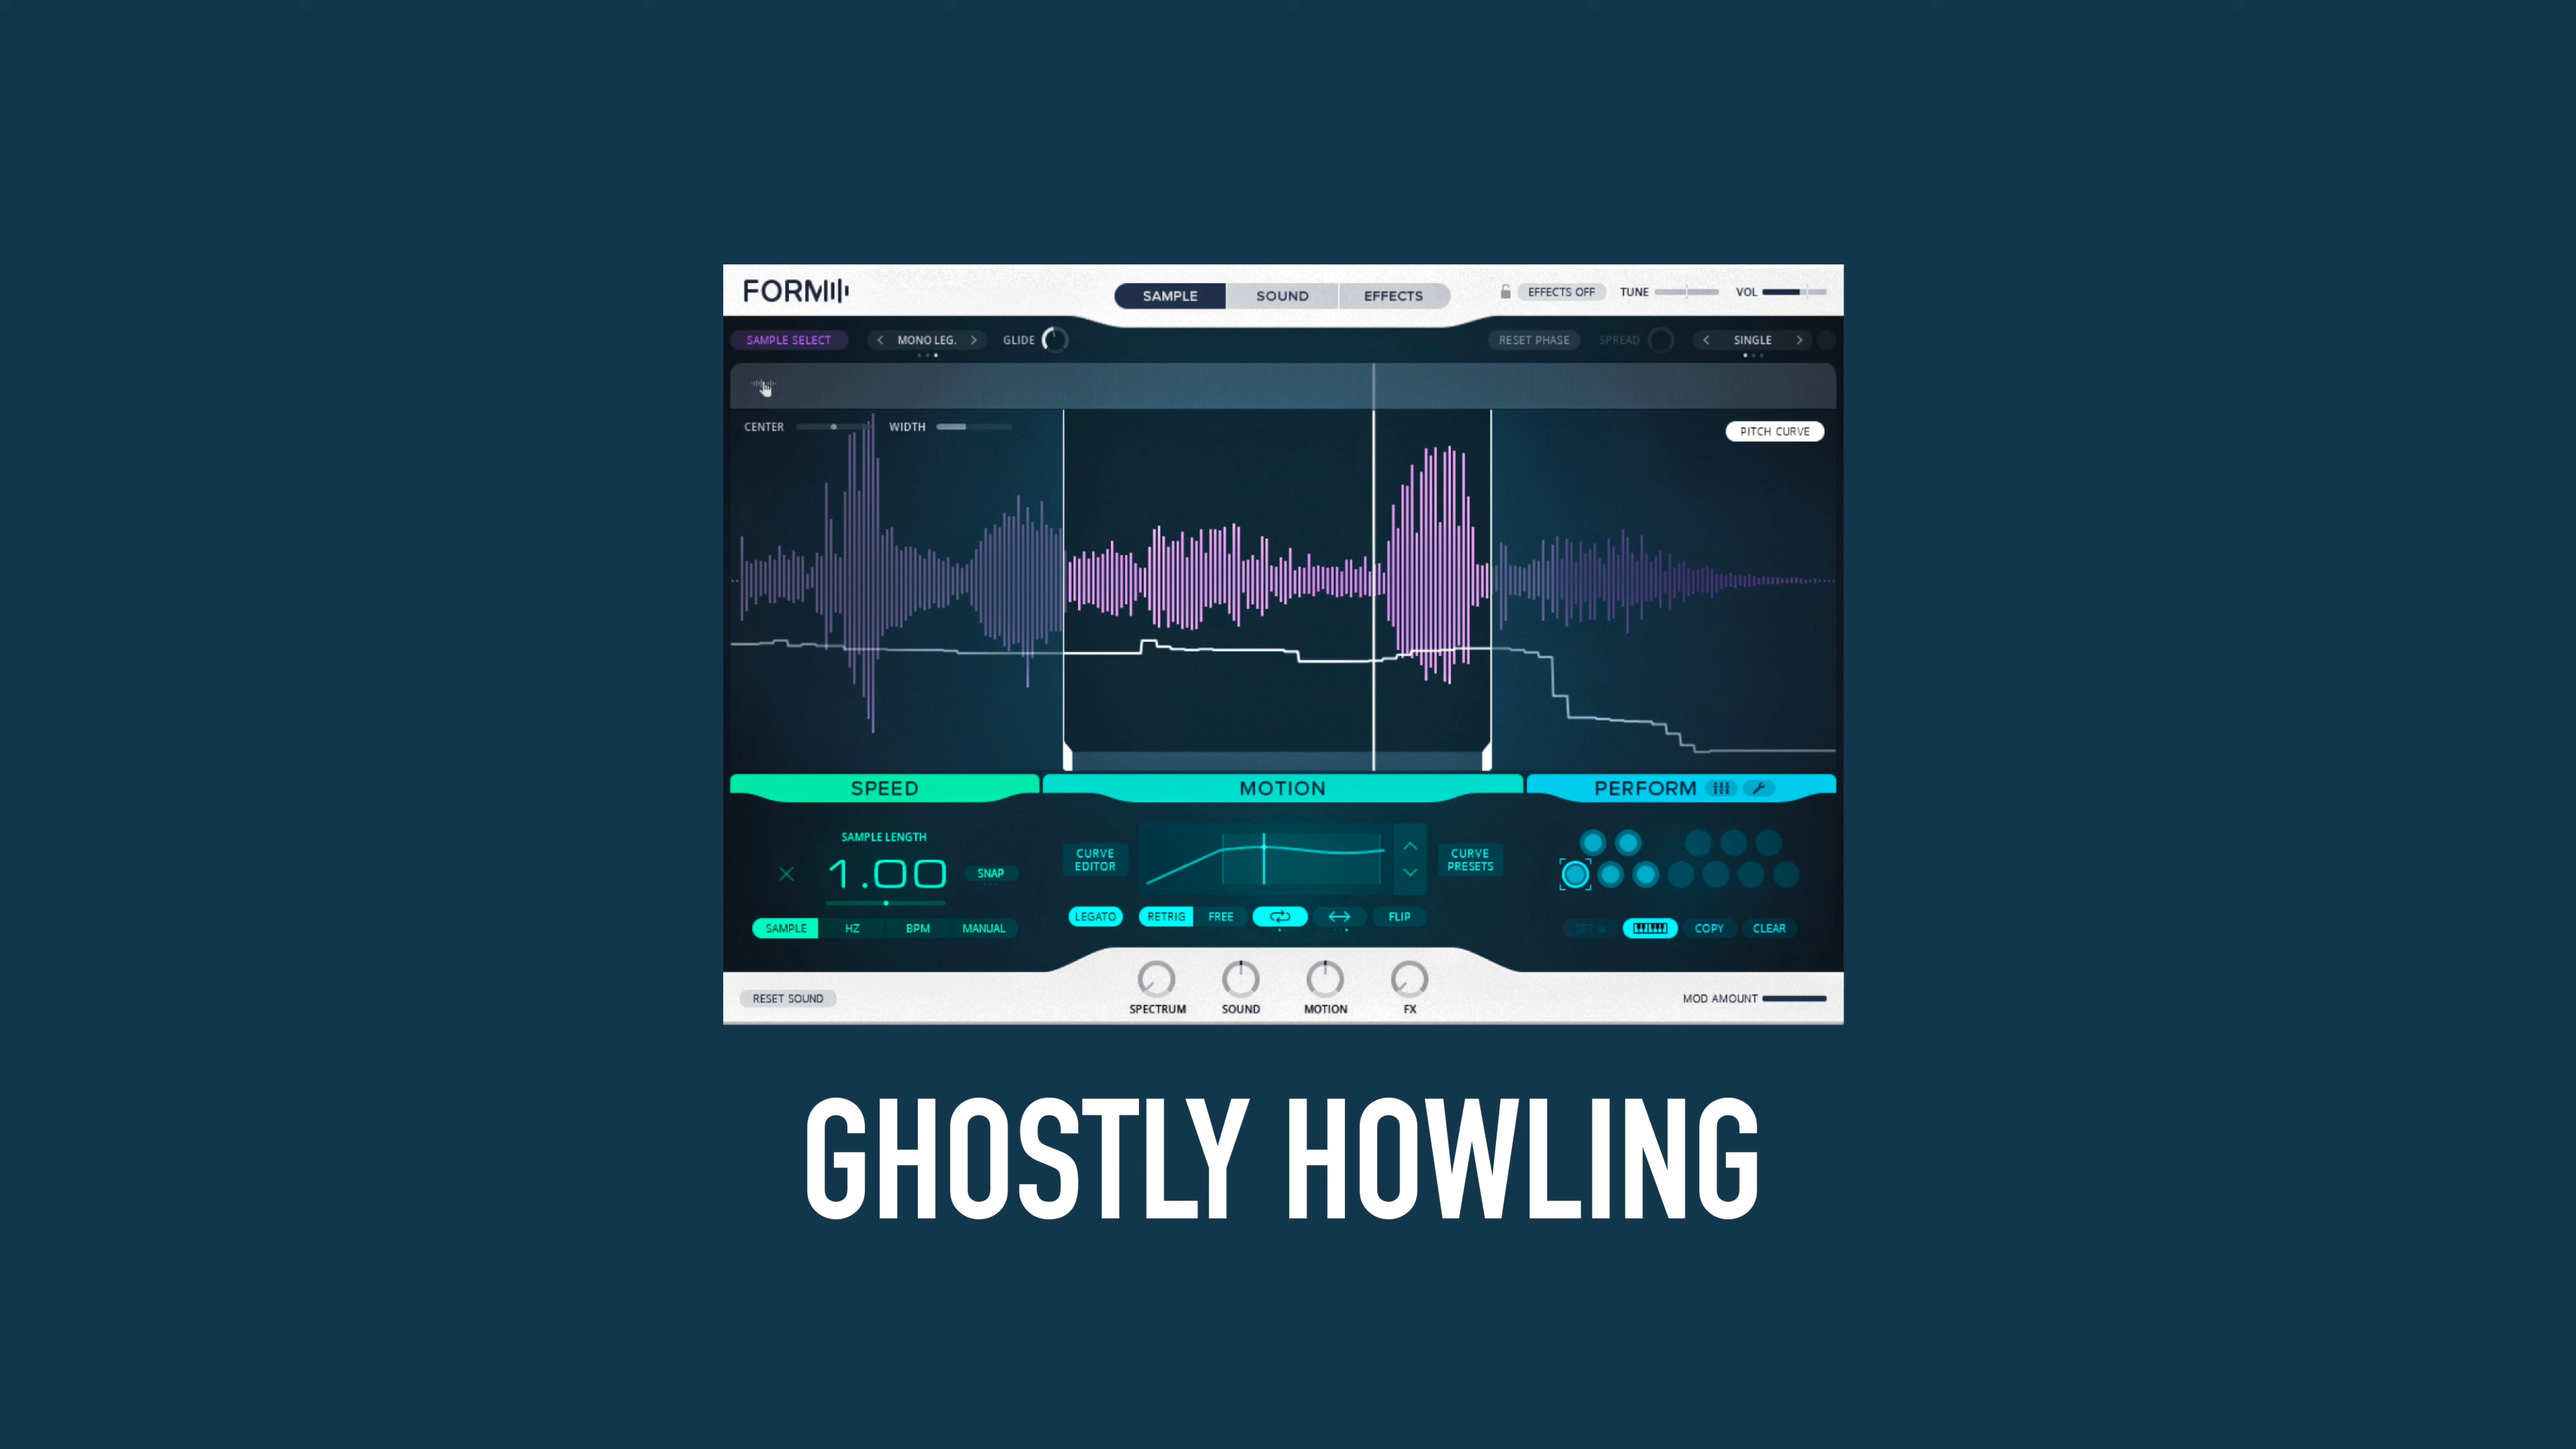 FORM
SAMPLE SOUND EFFECTS
EFFECTS OFF TUNE VOL
SAMPLE SELECT MONO LEG. GLIDE RESET PHASE SPREAD SINGLE
CENTER WIDTH PITCH CURVE
SPEED MOTION PERFORM
SAMPLE LENGTH
1.00 SNAP
SAMPLE HZ BPM MANUAL
CURVE
EDITOR
CURVE
PRESETS
LEGATO RETRIG FREE FLIP
SET COPY CLEAR
RESET SOUND SPECTRUM SOUND MOTION FX MOD AMOUNT
GHOSTLY HOWLING